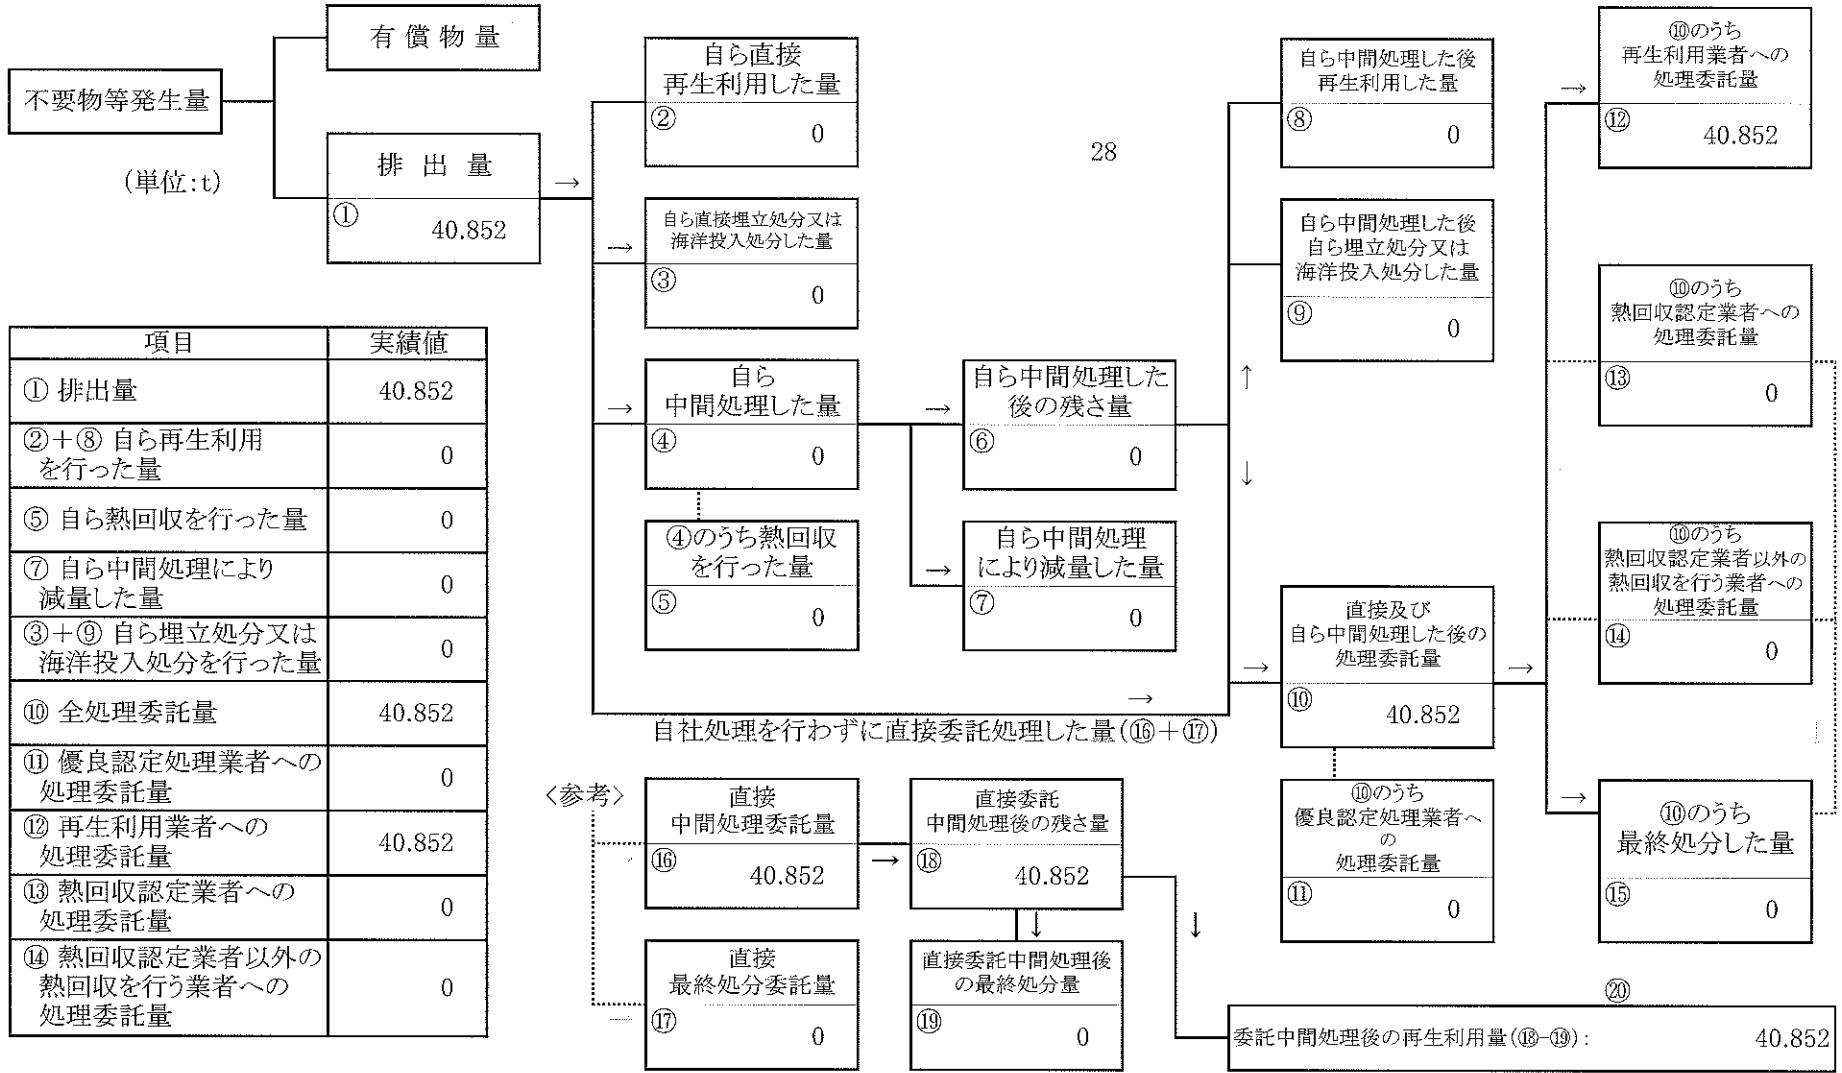 有償物量
不要物等発生量
(単位:t)
排出量
①
40.852
→
自ら直接
再生利用した量
②
0
→
自ら直接埋立処分又は
海洋投入処分した量
③
0
→
自ら
中間処理した量
④
0
④のうち熱回収
を行った量
⑤
0
→
自ら中間処理した
後の残さ量
⑥
0
→
自ら中間処理
により減量した量
⑦
0
28
↑
↓
自ら中間処理した後
再生利用した量
⑧
0
自ら中間処理した後
自ら埋立処分又は
海洋投入処分した量
⑨
0
→
自社処理を行わずに直接委託処理した量(⑯+⑰)
→
直接及び
自ら中間処理した後の
処理委託量
⑩
40.852
→
⑩のうち
優良認定処理業者へ
の
処理委託量
⑪
0
→
⑩のうち
再生利用業者への
処理委託量
⑫
40.852
⑩のうち
熱回収認定業者への
処理委託量
⑬
0
⑩のうち
熱回収認定業者以外の
熱回収を行う業者への
処理委託量
⑭
0
→
⑩のうち
最終処分した量
⑮
0
項目 実績値
① 排出量 40.852
②+⑧ 自ら再生利用
を行った量 0
⑤ 自ら熱回収を行った量 0
⑦ 自ら中間処理により
減量した量 0
③+⑨ 自ら埋立処分又は
海洋投入処分を行った量 0
⑩ 全処理委託量 40.852
⑪ 優良認定処理業者への
処理委託量 0
⑫ 再生利用業者への
処理委託量 40.852
⑬ 熱回収認定業者への
処理委託量 0
⑭ 熱回収認定業者以外の
熱回収を行う業者への
処理委託量 0
〈参考〉
直接
中間処理委託量
⑯
40.852
→
直接委託
中間処理後の残さ量
⑱
40.852
↓
↓
→
直接
最終処分委託量
⑰
0
直接委託中間処理後
の最終処分量
⑲
0
⑳
委託中間処理後の再生利用量(⑱-⑲): 40.852